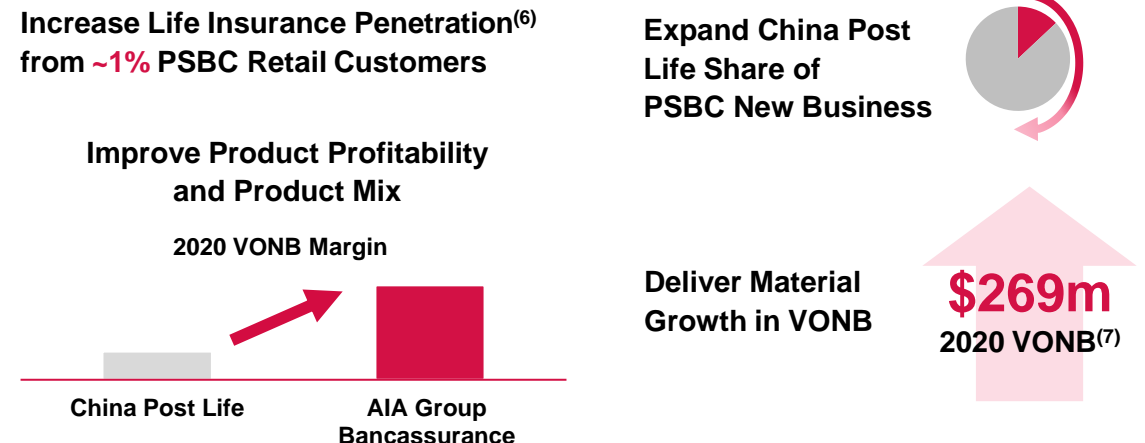 Increase Life Insurance Penetration(6)
from ~1% PSBC Retail Customers
Improve Product Profitability
and Product Mix
2020 VONB Margin
China Post Life
AIA Group
Bancassurance
Expand China Post
Life Share of
PSBC New Business
Deliver Material
Growth in VONB
$269m
2020 VONB(7)